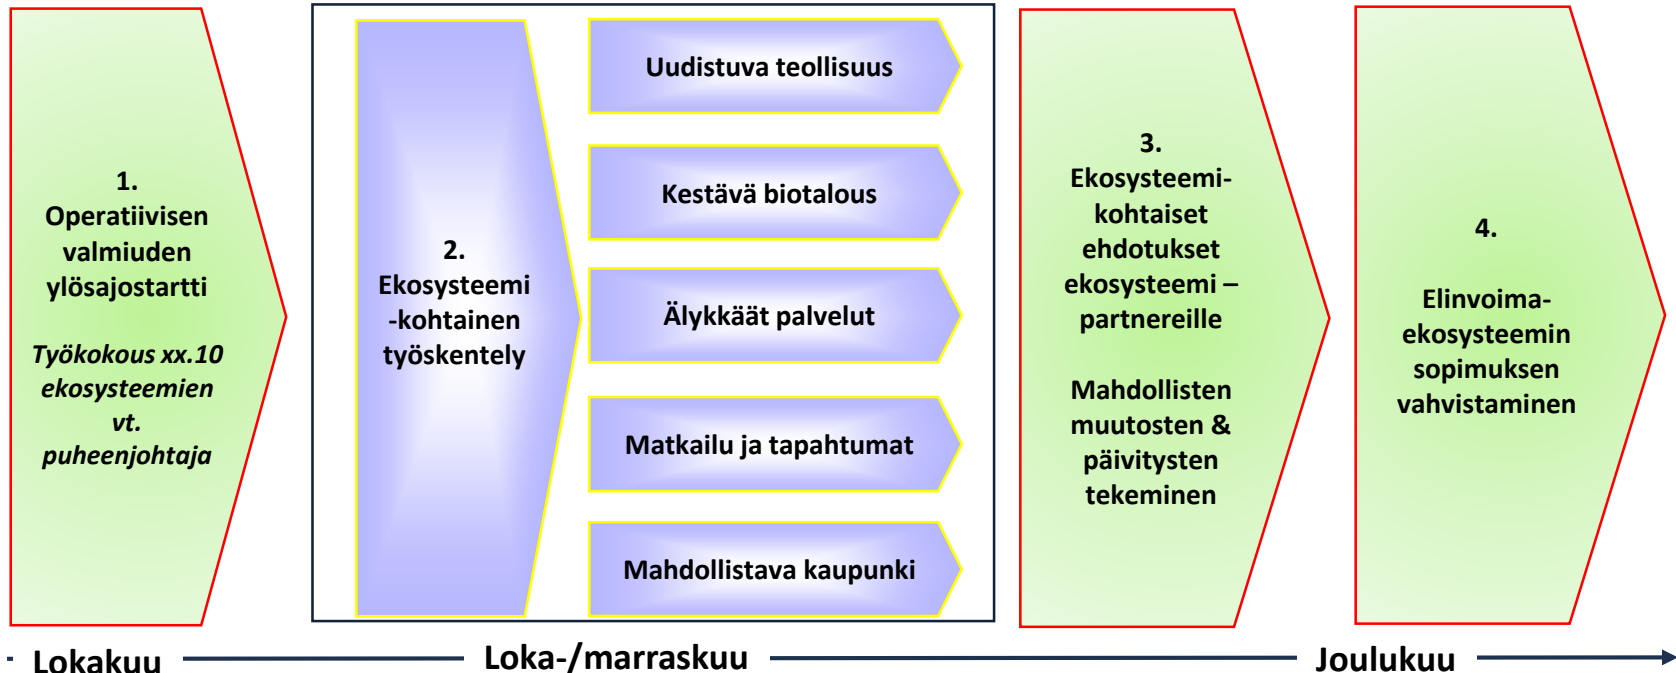 1.
Operatiivisen
valmiuden
ylösajostartti
Työkokous xx.10
ekosysteemien
vt.
puheenjohtaja
2.
Ekosysteemi
-kohtainen
työskentely
Uudistuva teollisuus
Kestävä biotalous
Älykkäät palvelut
Matkailu ja tapahtumat
Mahdollistava kaupunki
3.
Ekosysteemi-
kohtaiset
ehdotukset
ekosysteemi –
partnereille
Mahdollisten
muutosten &
päivitysten
tekeminen
4.
Elinvoima-
ekosysteemin
sopimuksen
vahvistaminen
Lokakuu
Loka-/marraskuu
Joulukuu